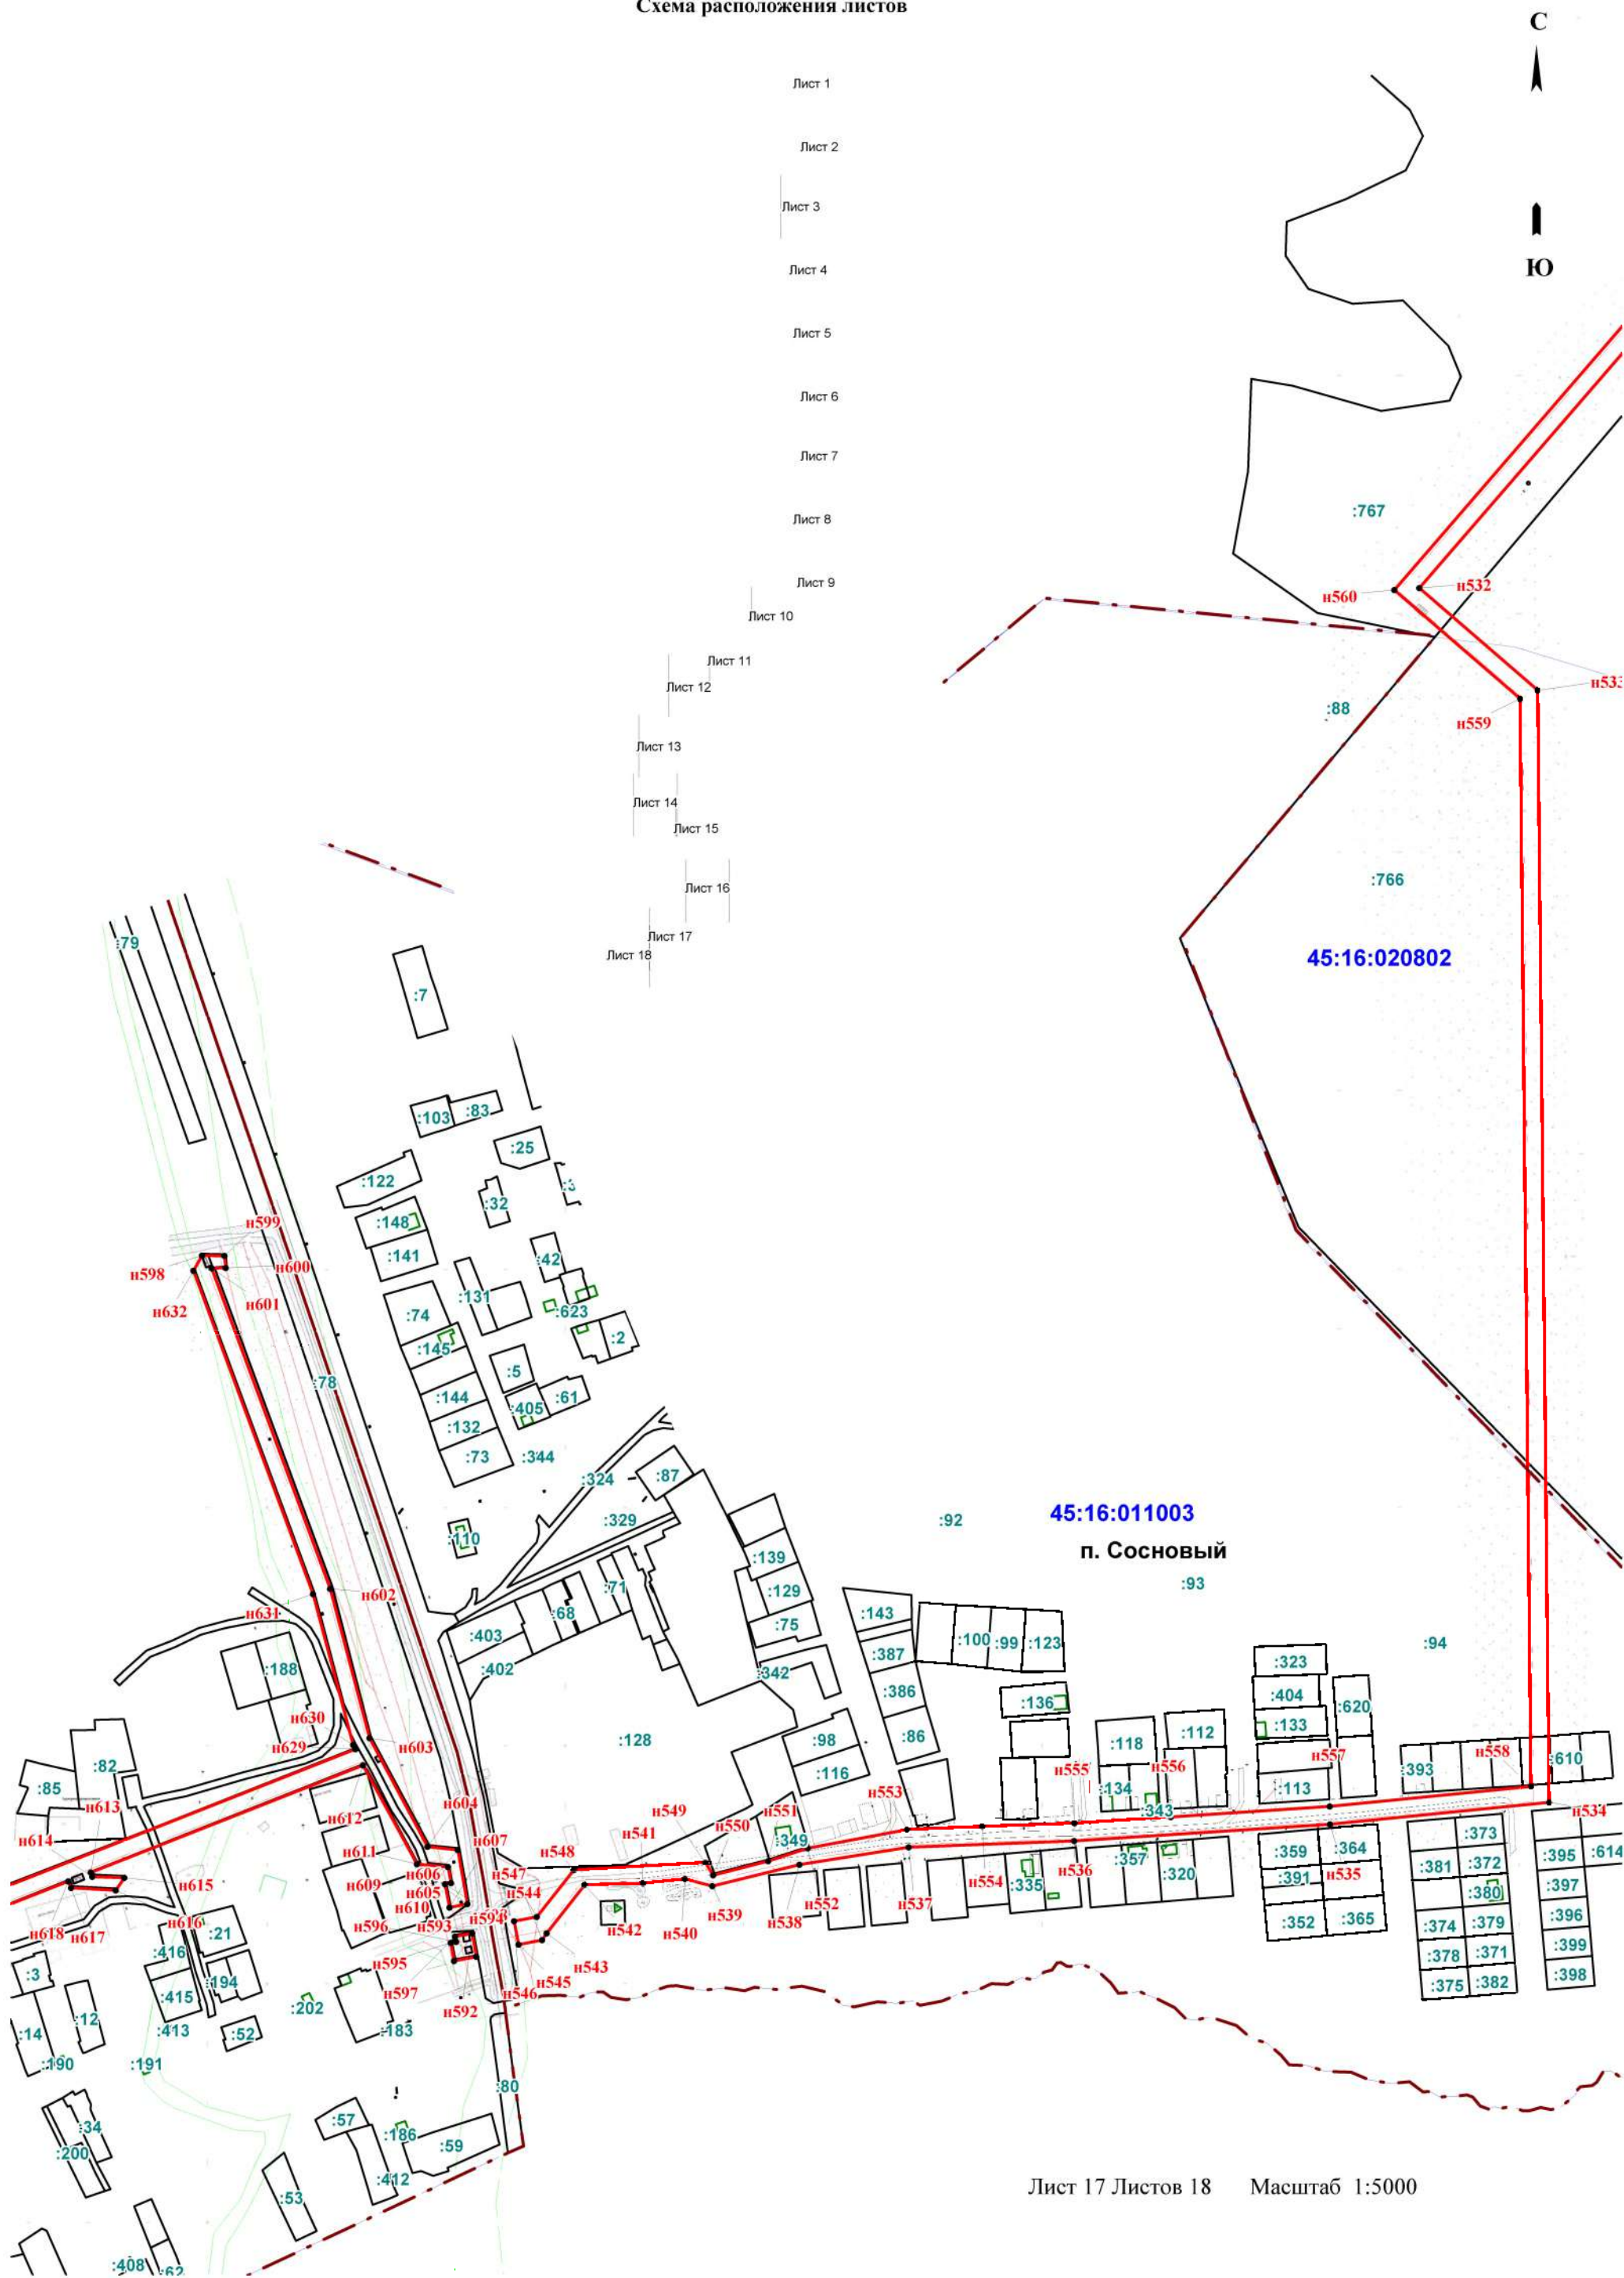 Схема расположения листов
С
Лист 1
Лист 2
Лист 3
Лист 4
Ю
Лист 5
Лист 6
Лист 7
:767
Лист 8
Лист 9
н560
н532
Лист 10
Лист 11
Лист 12
н533
:88
н559
Лист 13
Лист 14
Лист 15
:766
Лист 16
Лист 17
:79
Лист 18
45:16:020802
:7
:103
:83
:25
:122
:32
:148
н599
:141
:42
н598
н600
н632
н601
:131
:623
:74
:2
:145
:5
:78
:144
:405
:61
:132
:73
:344
:324
:87
45:16:011003
:92
:329
:110
п. Сосновый
:139
:93
:71
:129
н602
н631
:68
:143
:75
:403
:100
:99
:123
:94
:387
:402
:188
:342
:323
:386
:404
:136
:620
н630
:133
:112
:86
:128
:98
:118
н629
н603
н557
н558
:610
:82
:116
н555
н556
:393
:85
:134
:113
н553
н613
н604
:343
н534
н612
н551
н614
н607
н549
н541
н550
:349
:373
н548
:359
:364
:395
:614
н611
н606
н547
:357
:381
:372
н609
н605
:320
:391
н535
н615
н554
н536
:335
:397
н610
н544
:380
н616
н596
н593
н594
н552
н537
:352
:365
:396
н618
н617
:21
н542
н540
н539
н538
:374
:379
:416
:399
н595
н543
:378
:371
:3
:194
н545
:398
н597
н546
:375
:382
:415
:202
н592
:12
:14
:413
:52
:183
:190
:191
:80
:57
:34
:186
:59
:200
:412
:53
Лист 17 Листов 18 Масштаб 1:5000
:408
:62